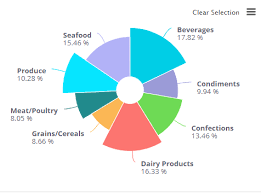 Clear Selection
Beverages
17.82 %
Condiments
9.94 %
Confections
13.46 %
Dairy Products
16.33 %
Grains/Cereals
8.66 %
Meat/Poultry
8.05 %
Produce
10.28 %
Seafood
15.46 %